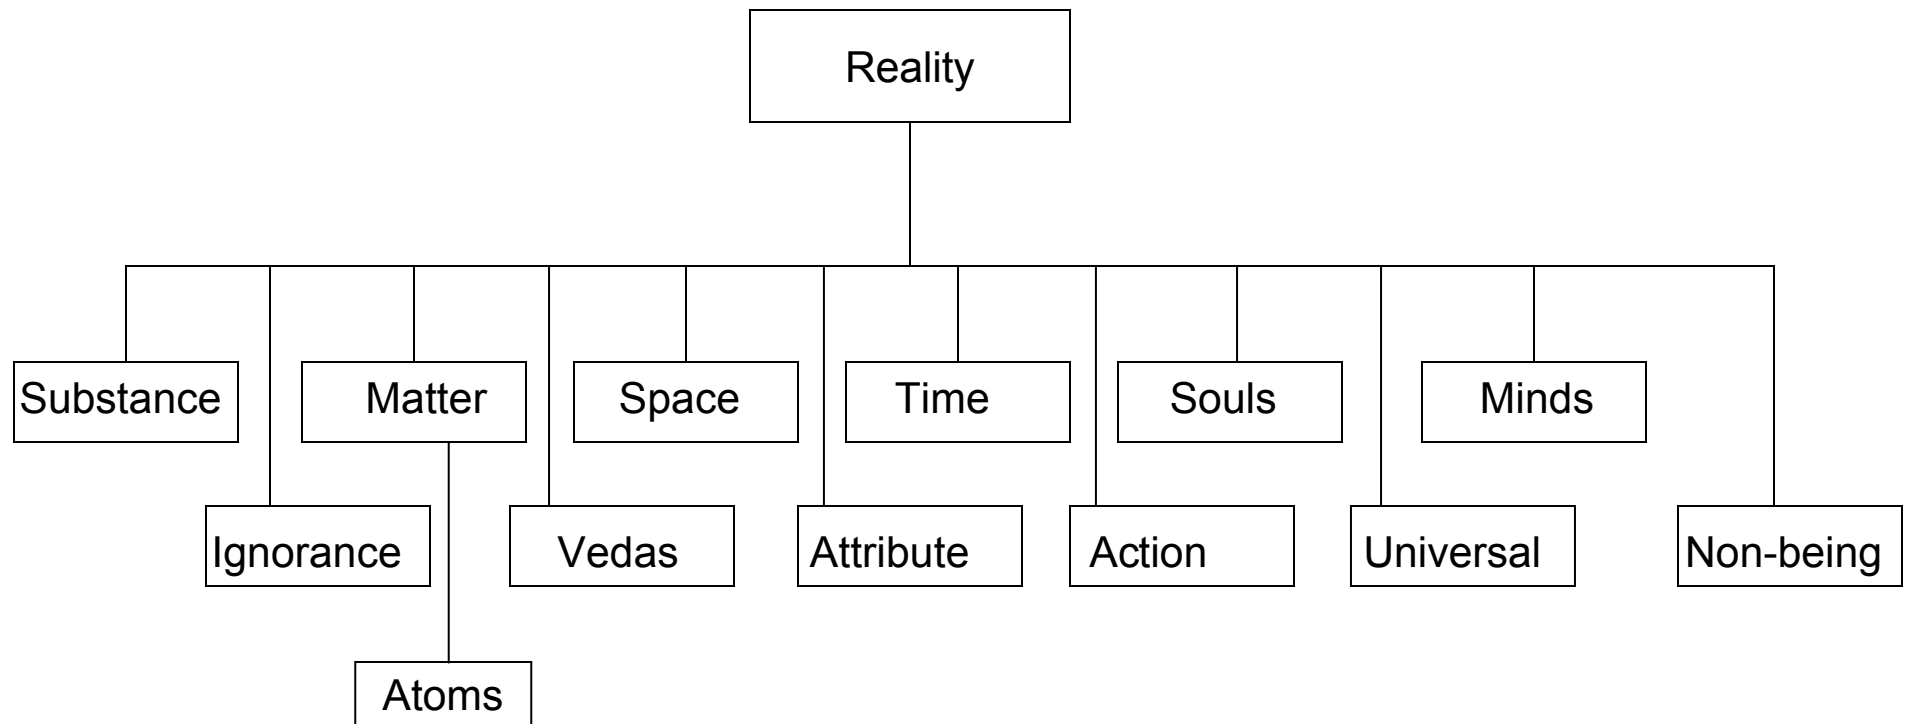 Reality
Substance
Matter
Space
Time
Souls
Minds
Ignorance
Vedas
Attribute
Action
Universal
Non-being
Atoms